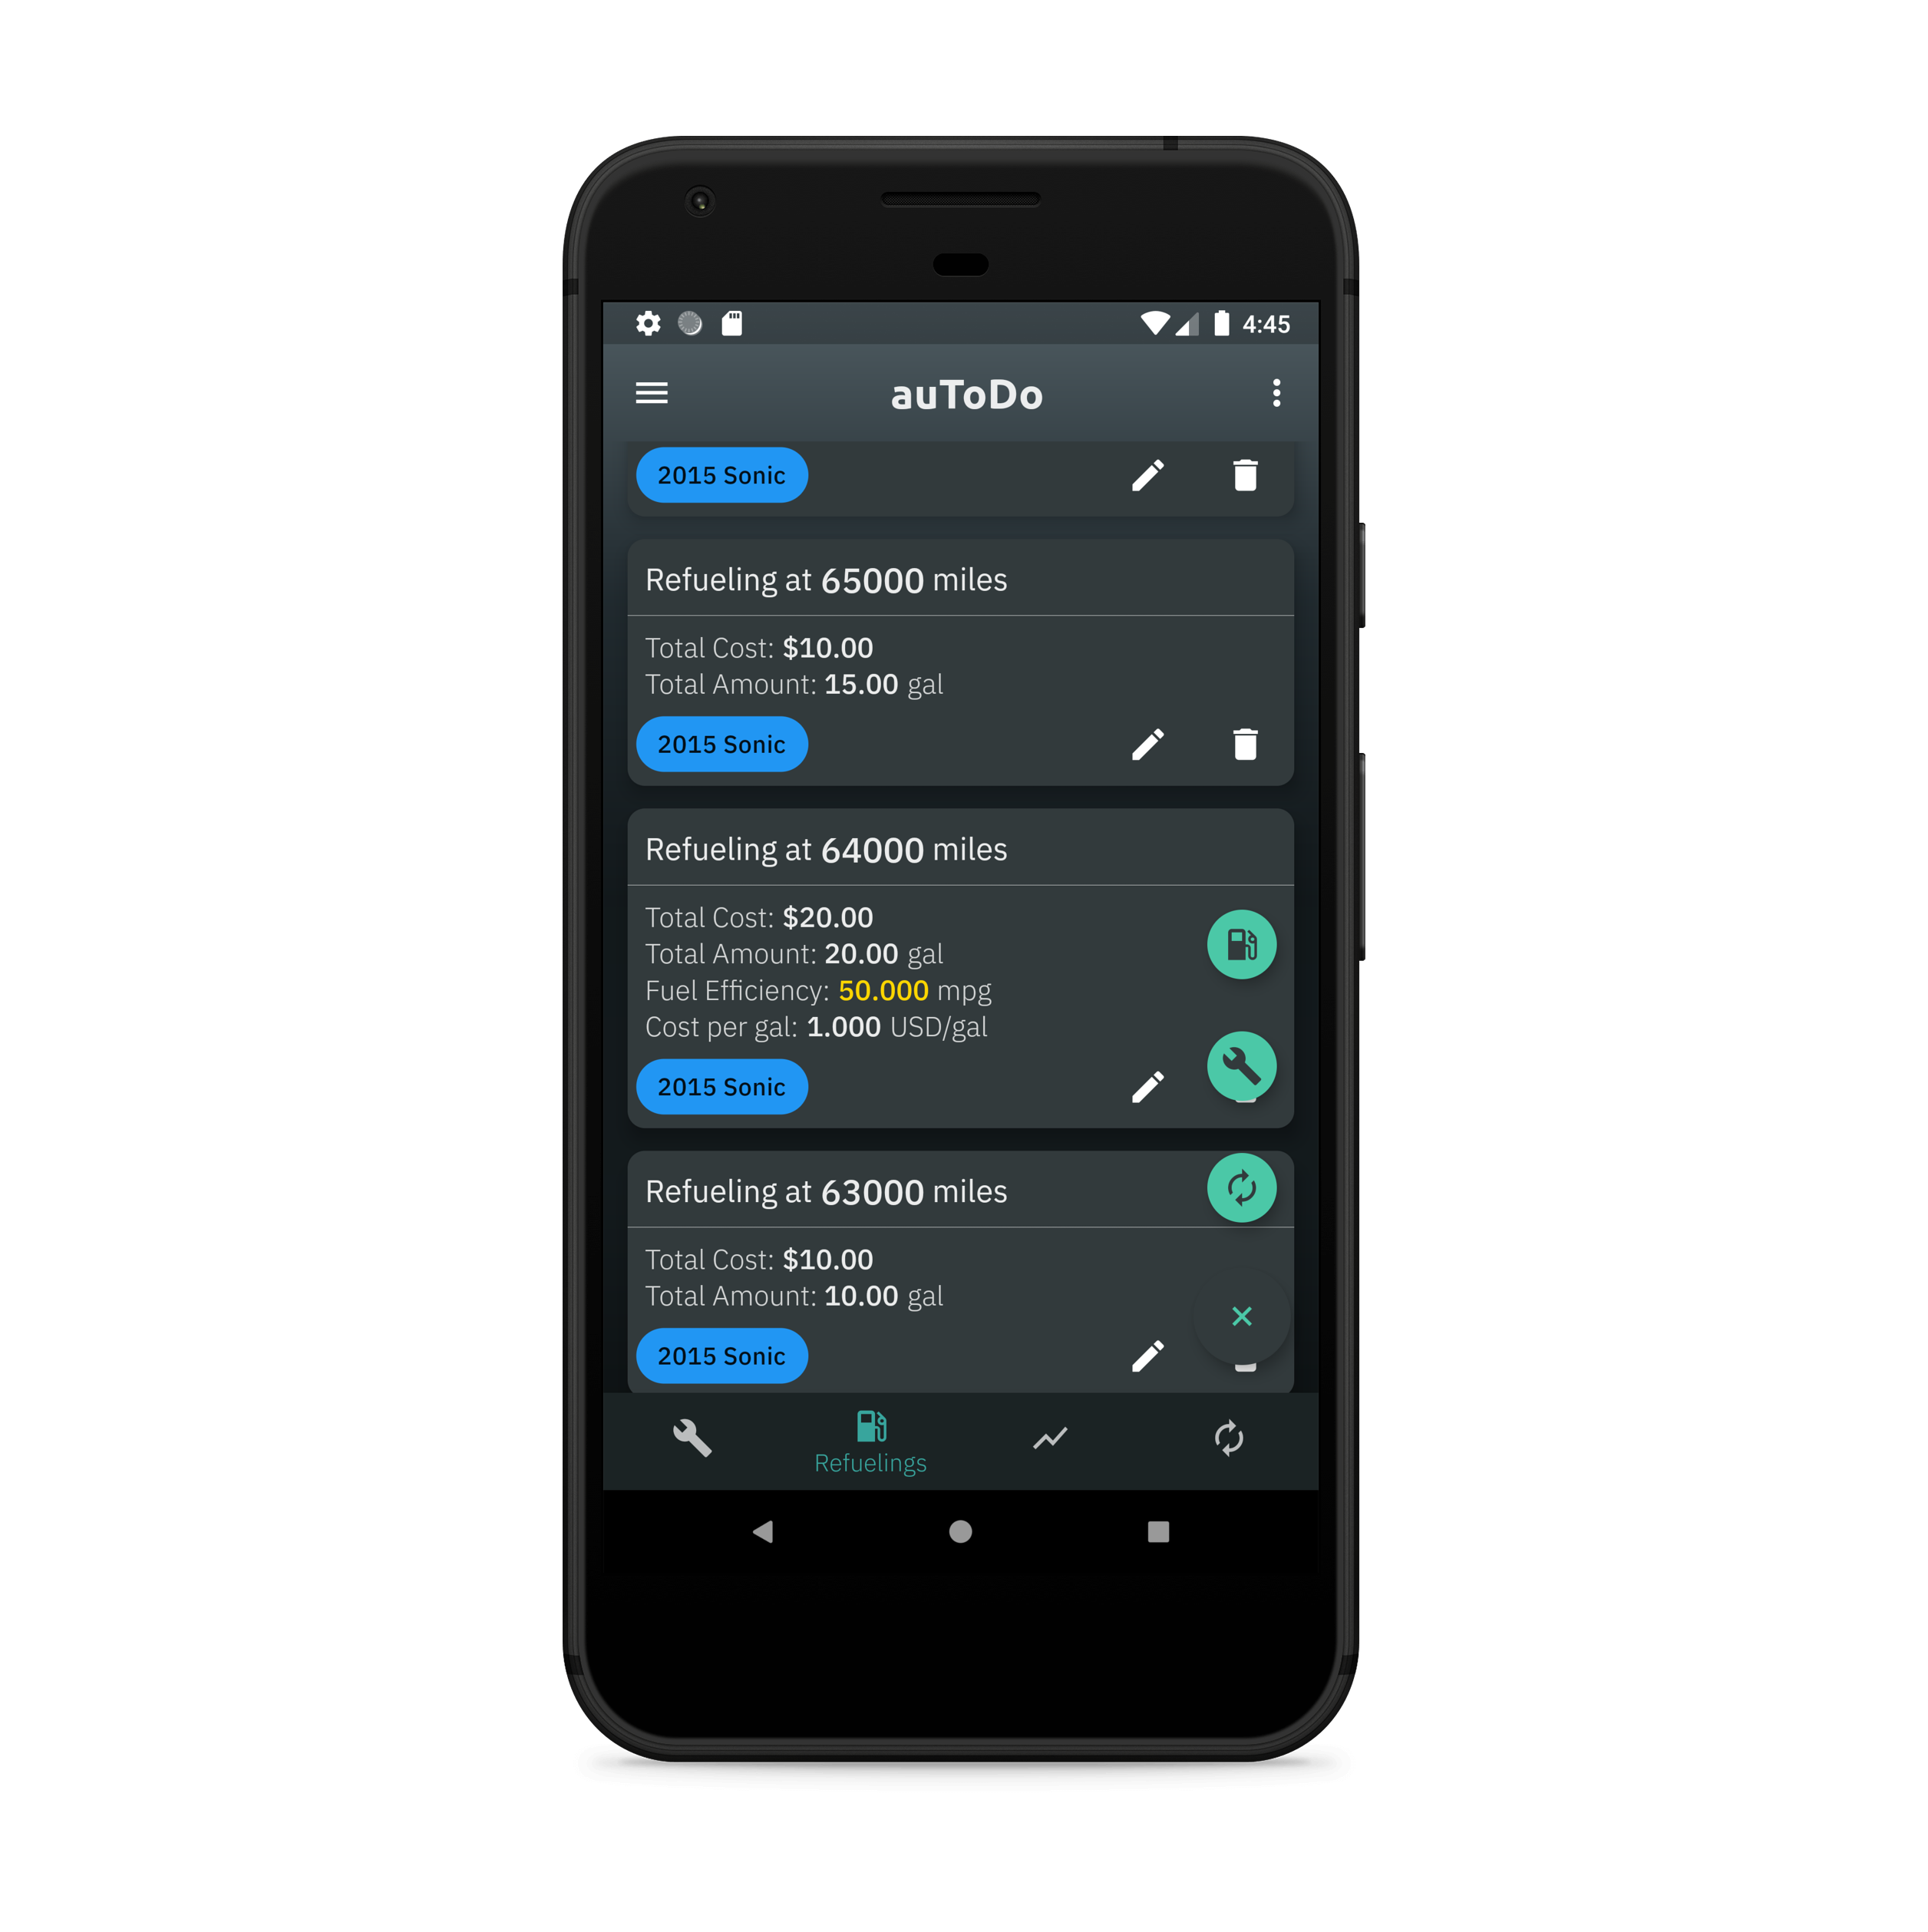 4:45
auToDo
2015 Sonic
Refueling at 65000 miles
Total Cost: $10.00
Total Amount: 15.00 gal
2015 Sonic
Refueling at 64000 miles
Total Cost: $20.00
Total Amount: 20.00 gal
Fuel Efficiency: 50.000 mpg
Cost per gal: 1.000 USD/gal
2015 Sonic
Refueling at 63000 miles
Total Cost: $10.00
Total Amount: 10.00 gal
2015 Sonic
Refuelings